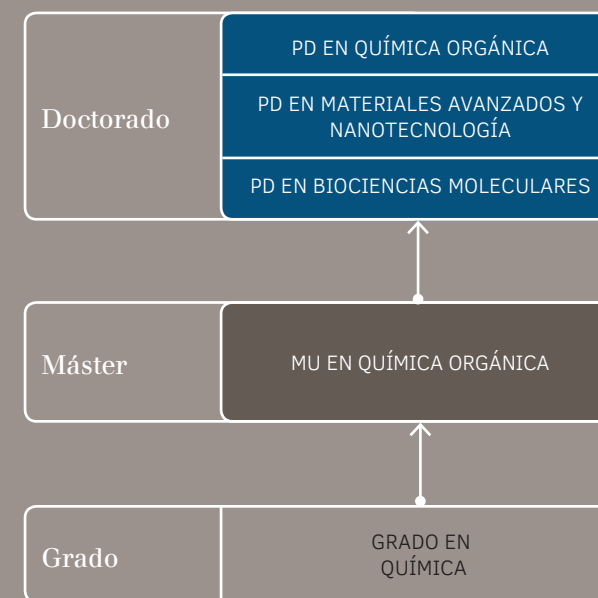 Doctorado
PD EN QUÍMICA ORGÁNICA
PD EN MATERIALES AVANZADOS Y
NANOTECNOLOGÍA
PD EN BIOCIENCIAS MOLECULARES
Máster
MU EN QUÍMICA ORGÁNICA
Grado
GRADO EN
QUÍMICA